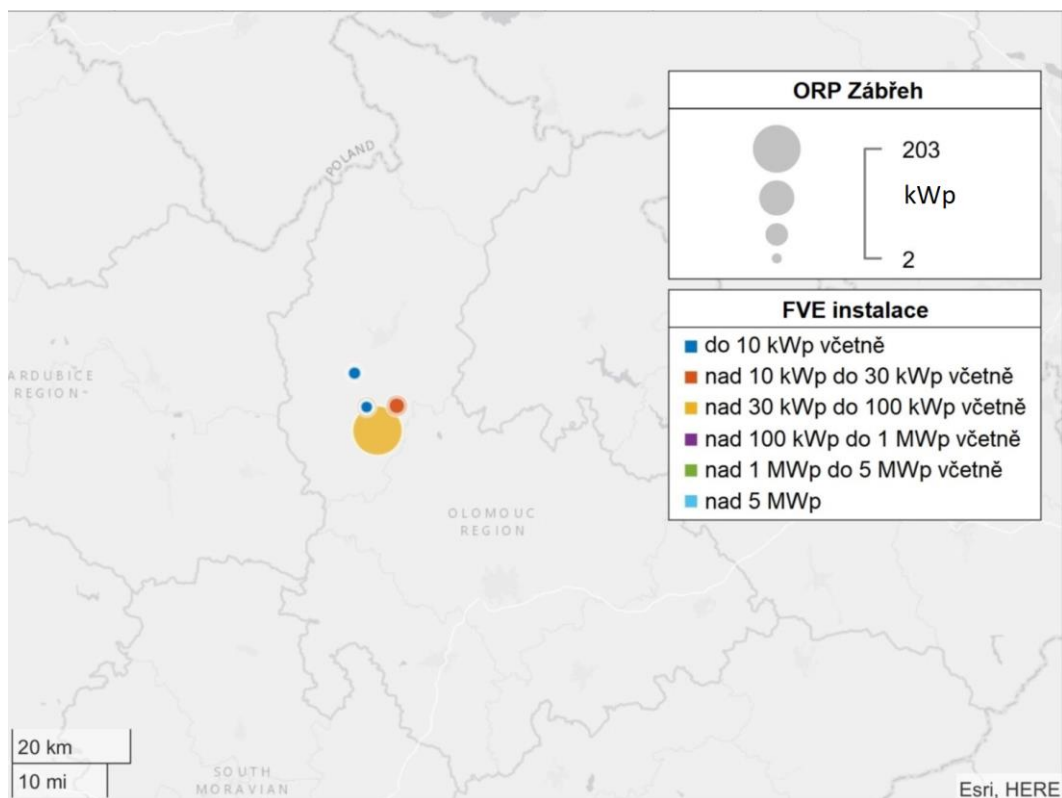 ORP Zábřeh
203
kWp
2
FVE instalace
do 10 kWp včetně
nad 10 kWp do 30 kWp včetně
nad 30 kWp do 100 kWp včetně
nad 100 kWp do 1 MWp včetně
nad 1 MWp do 5 MWp včetně
nad 5 MWp
POLAND
ARDUBICE
REGION
OLOMOUC
REGION
SOUTH
MORAVIAN
20 km
10 mi
Esri, HERE